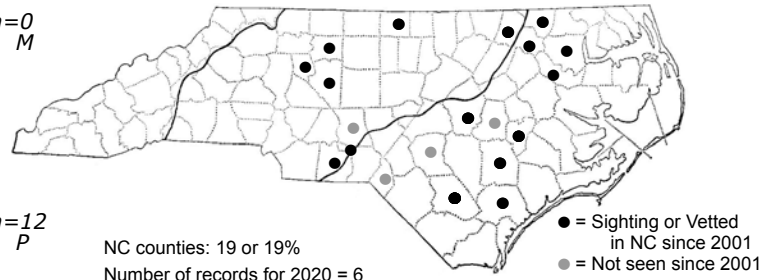 n=0
M
n=12
P
NC counties: 19 or 19%
Number of records for 2020 = 6
● = Sighting or Vetted
in NC since 2001
● = Not seen since 2001